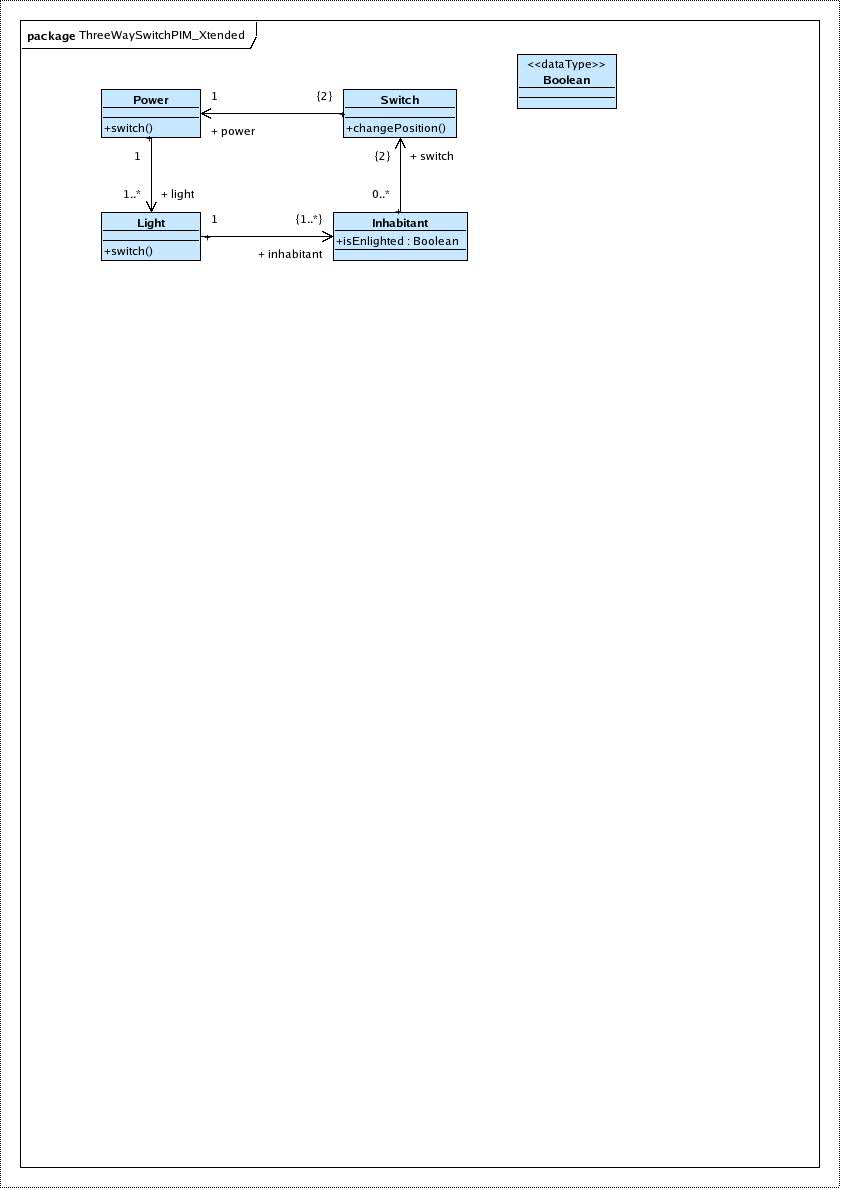 package ThreeWaySwitchPIM_Xtended
<<dataType>>
Boolean
Power
+switch()
1
{2}
+ power
Switch
+changePosition()
1
1..*
+ light
{2}
+ switch
0..*
Light
+switch()
1
{1..*}
+ inhabitant
Inhabitant
+isEnlighted : Boolean